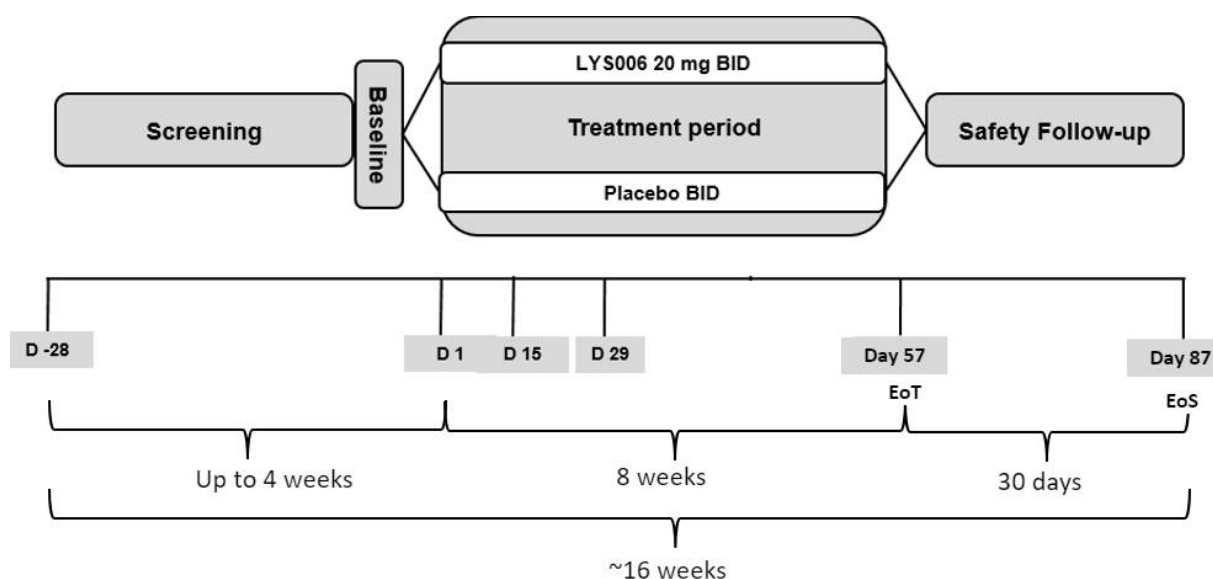 LYS006 20 mg BID
Screening
Baseline
Treatment period
Safety Follow-up
Placebo BID
D -28
D 1
D 15
D 29
Day 57
Day 87
EoT
EoS
Up to 4 weeks
8 weeks
30 days
~16 weeks